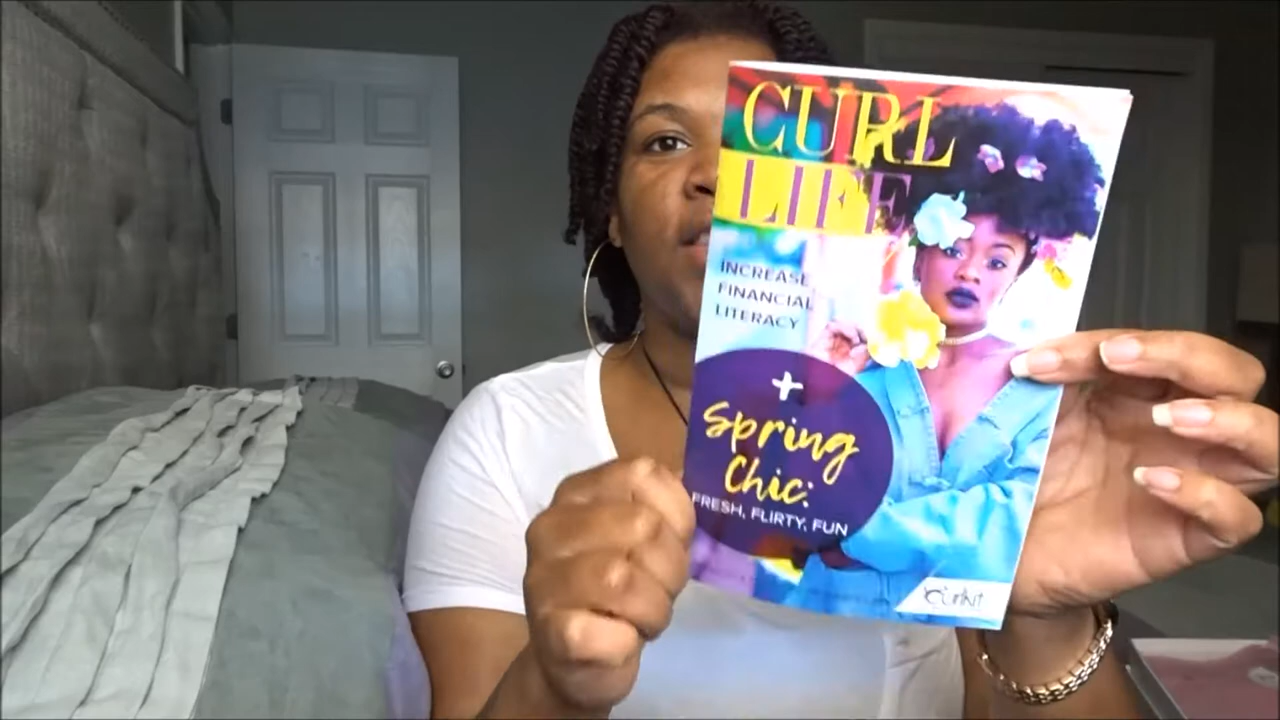 CURL
LIFE
INCREASE
FINANCIAL
LITERACY
+
Spring
Chic:
FRESH, FLIRTY, FUN
CurlKit